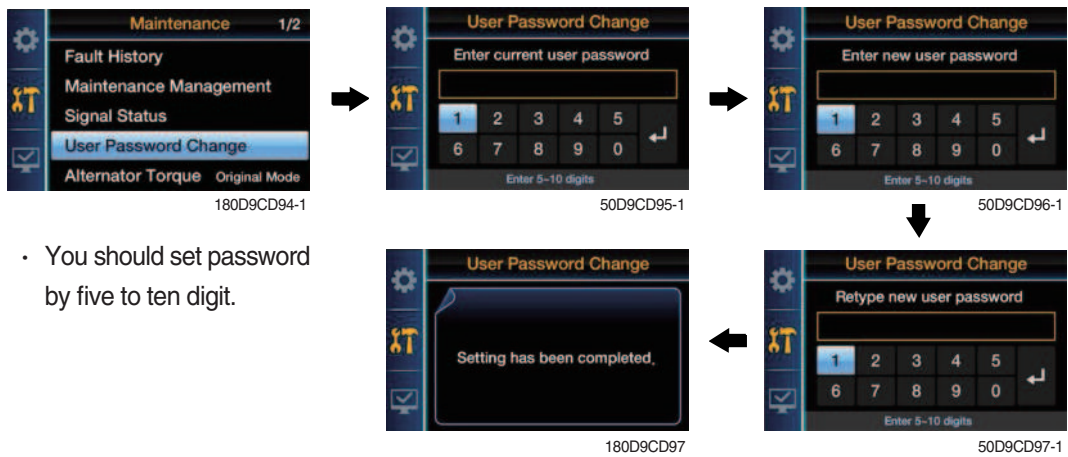 Maintenance 1/2
Fault History
Maintenance Management
Signal Status
User Password Change
Alternator Torque Original Mode
180D9CD94-1
User Password Change
Enter current user password
1 2 3 4 5
6 7 8 9 0
Enter 5~10 digits
50D9CD95-1
User Password Change
Enter new user password
1 2 3 4 5
6 7 8 9 0
Enter 5~10 digits
50D9CD96-1
User Password Change
Retype new user password
1 2 3 4 5
6 7 8 9 0
Enter 5~10 digits
50D9CD97-1
User Password Change
Setting has been completed.
180D9CD97
· You should set password
by five to ten digit.